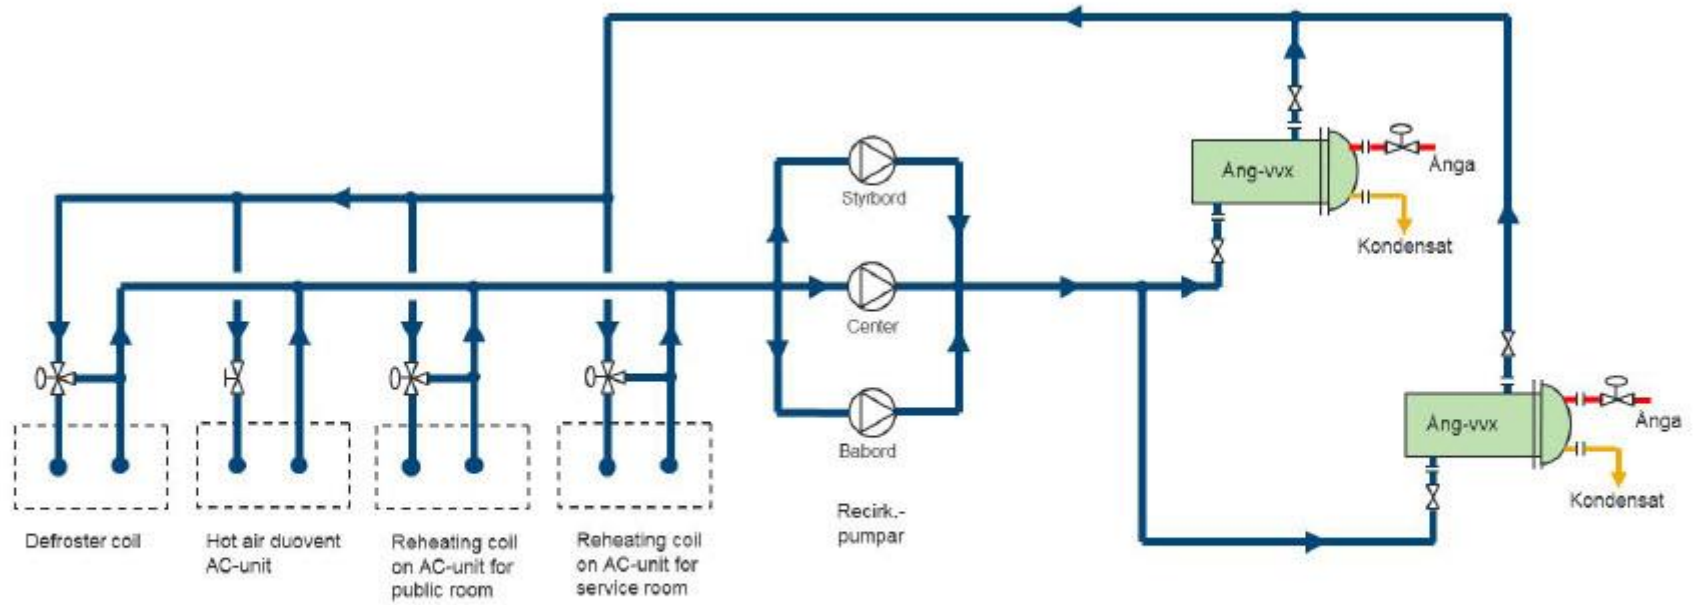 Styrbord
Center
Babord
Recirk.-
pumpar
Ång-vvx
Ånga
Kondensat
Ång-vvx
Ånga
Kondensat
Defroster coil
Hot air duovent
AC-unit
Reheating coil
on AC-unit for
public room
Reheating coil
on AC-unit for
service room